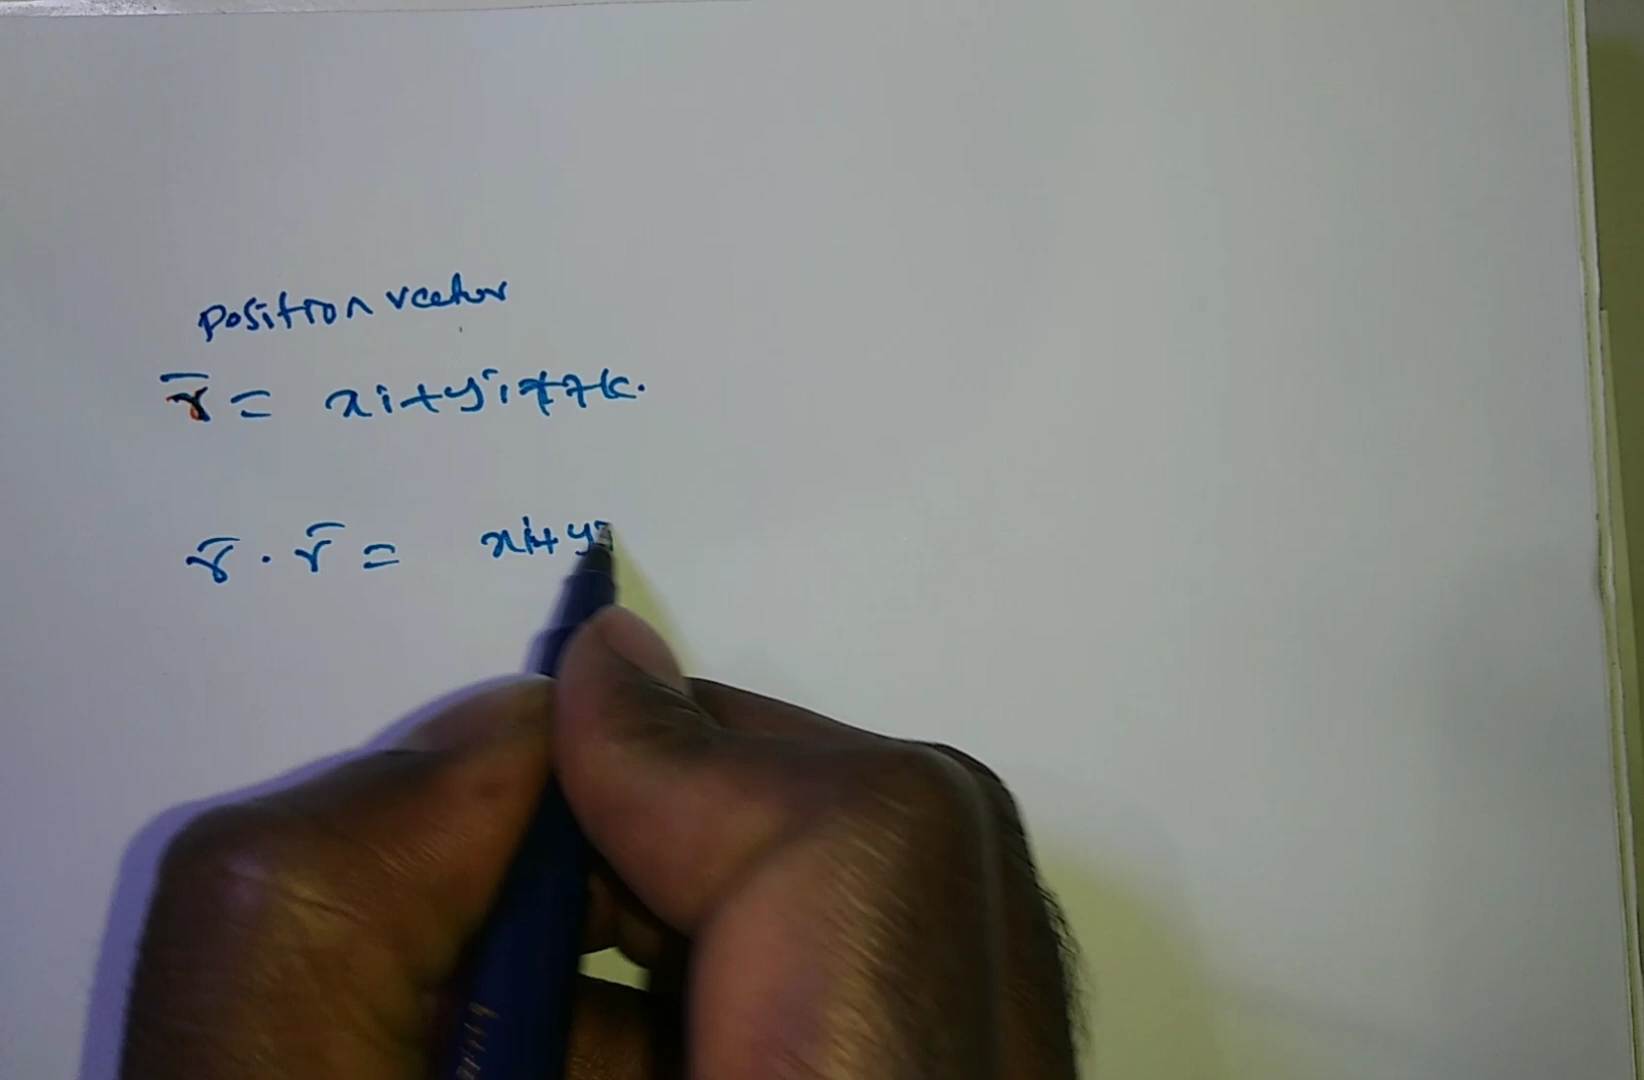 position vector
r̄ = xi+yj+zk.
r̄ . r̄ = xi+ y